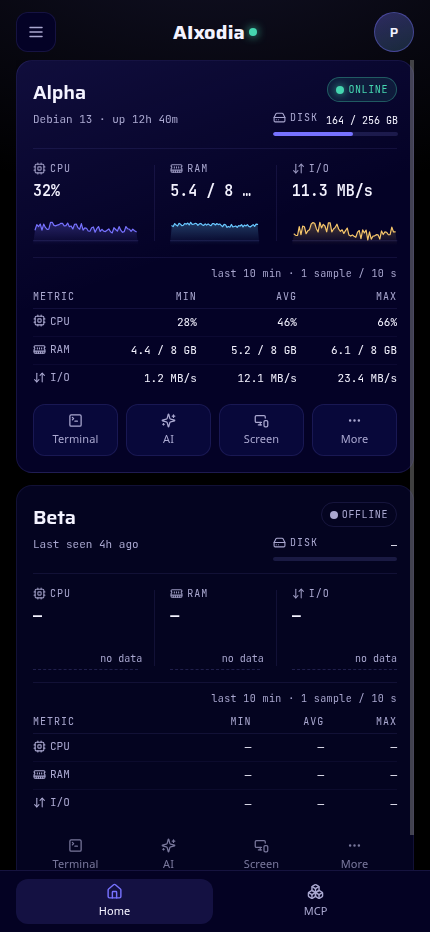 AIxodia
P
Alpha
ONLINE
Debian 13 · up 12h 40m
DISK 164 / 256 GB
CPU RAM I/O
32% 5.4 / 8 … 11.3 MB/s
last 10 min · 1 sample / 10 s
METRIC MIN AVG MAX
CPU 28% 46% 66%
RAM 4.4 / 8 GB 5.2 / 8 GB 6.1 / 8 GB
I/O 1.2 MB/s 12.1 MB/s 23.4 MB/s
Terminal AI Screen More
Beta
OFFLINE
Last seen 4h ago
DISK –
CPU RAM I/O
– – –
no data no data no data
last 10 min · 1 sample / 10 s
METRIC MIN AVG MAX
CPU – – –
RAM – – –
I/O – – –
Terminal AI Screen More
Home MCP